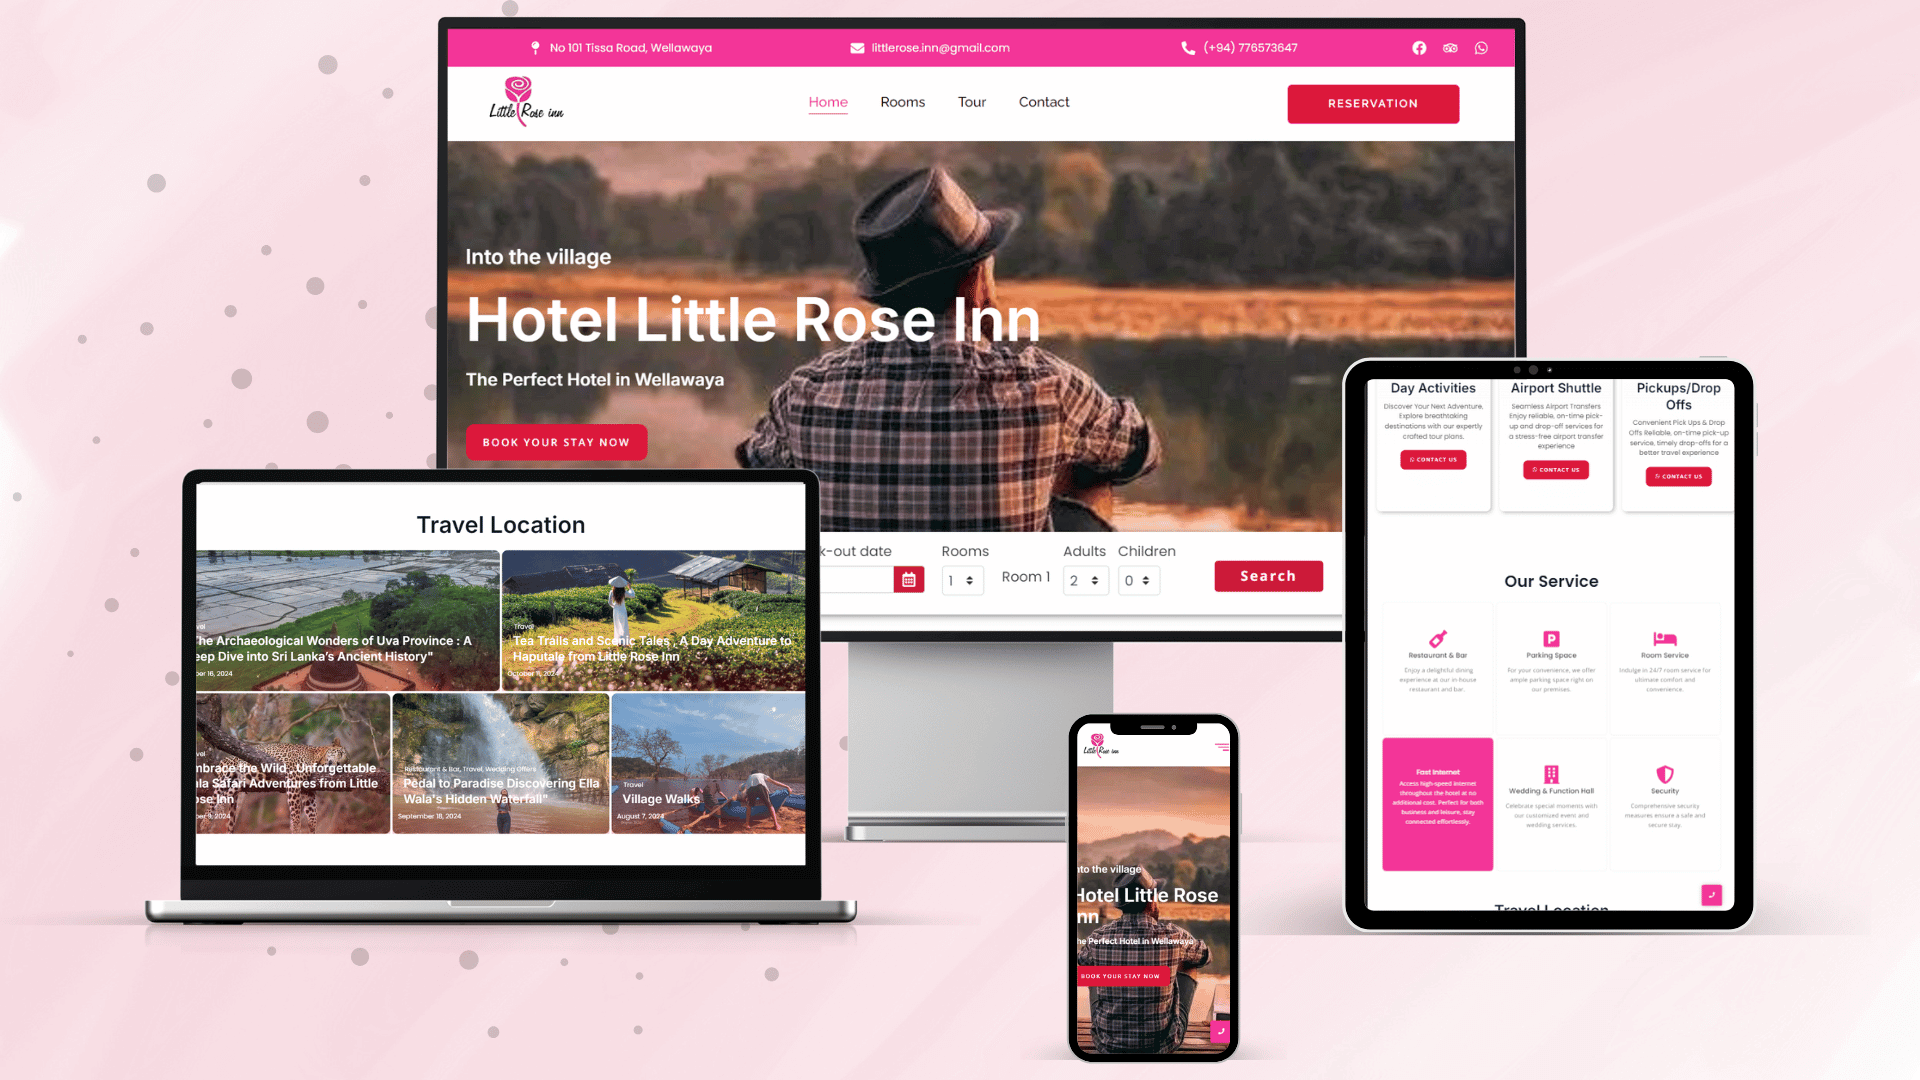 No 101 Tissa Road, Wellawaya
littlerose.inn@gmail.com
(+94) 776573647
Little Rose inn
Home
Rooms
Tour
Contact
RESERVATION
Into the village
Hotel Little Rose Inn
The Perfect Hotel in Wellawaya
BOOK YOUR STAY NOW
k-out date
Rooms
Adults
Children
1
Room 1
2
0
Search
Travel Location
vel
he Archaeological Wonders of Uva Province : A
eep Dive into Sri Lanka's Ancient History"
ber 16, 2024
Travel
Tea Trails and Scenic Tales , A Day Adventure to
Haputale from Little Rose Inn
October 11, 2024
vel
mbrace the Wild , Unforgettable
ala Safari Adventures from Little
ose Inn
ber 9, 2024
Restaurant & Bar, Travel, Wedding Offers
Pedal to Paradise Discovering Ella
Wala's Hidden Waterfall"
September 18, 2024
Travel
Village Walks
August 7, 2024
Day Activities
Discover Your Next Adventure,
Explore breathtaking
destinations with our expertly
crafted tour plans.
CONTACT US
Airport Shuttle
Seamless Airport Transfers
Enjoy reliable, on-time pick-
up and drop-off services for
a stress-free airport transfer
experience
CONTACT US
Pickups/Drop
Offs
Convenient Pick Ups & Drop
Offs Reliable, on-time pick-up
service, timely drop-offs for a
better travel experience
CONTACT US
Our Service
Restaurant & Bar
Enjoy a delightful dining
experience at our in-house
restaurant and bar.
Parking Space
For your convenience, we offer
ample parking space right on
our premises.
Room Service
Indulge in 24/7 room service for
ultimate comfort and
convenience.
Fast Internet
Access high-speed internet
throughout the hotel at no
additional cost. Perfect for both
business and leisure, stay
connected effortlessly.
Wedding & Function Hall
Celebrate special moments with
our customized event and
wedding services.
Security
Comprehensive security
measures ensure a safe and
secure stay.
Travel Location
Little Rose inn
nto the village
Hotel Little Rose
nn
he Perfect Hotel in Wellawaya
BOOK YOUR STAY NOW